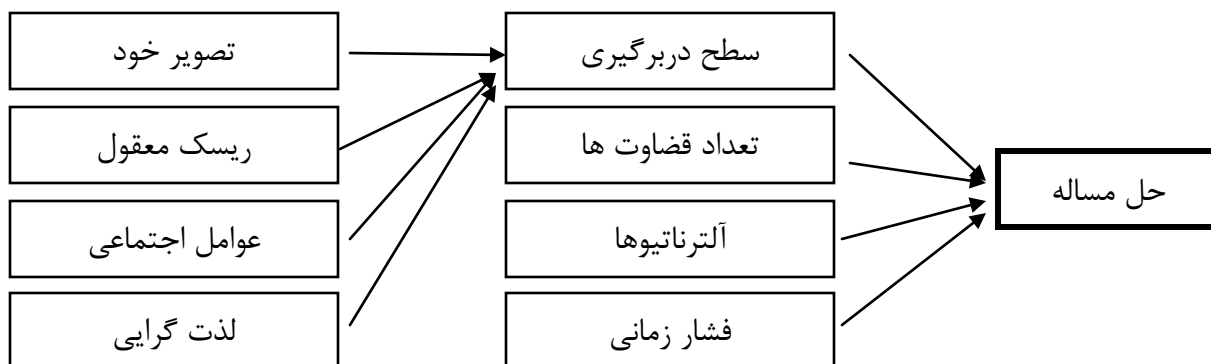 تصویر خود
سطح دربرگیری
ریسک معقول
تعداد قضاوت ها
حل مساله
عوامل اجتماعی
آلترناتیوها
لذت گرایی
فشار زمانی